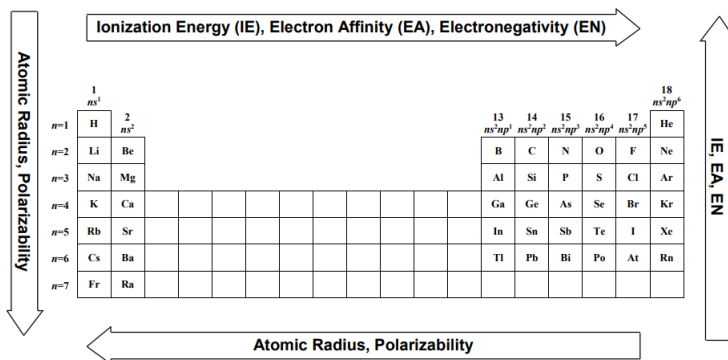 Ionization Energy (IE), Electron Affinity (EA), Electronegativity (EN)
Atomic Radius, Polarizability
1
ns¹
18
ns²np⁶
2
ns²
13
ns²np¹
14
ns²np²
15
ns²np³
16
ns²np⁴
17
ns²np⁵
n=1 H He
n=2 Li Be B C N O F Ne
n=3 Na Mg Al Si P S Cl Ar
n=4 K Ca Ga Ge As Se Br Kr
n=5 Rb Sr In Sn Sb Te I Xe
n=6 Cs Ba Tl Pb Bi Po At Rn
n=7 Fr Ra
IE, EA, EN
Atomic Radius, Polarizability